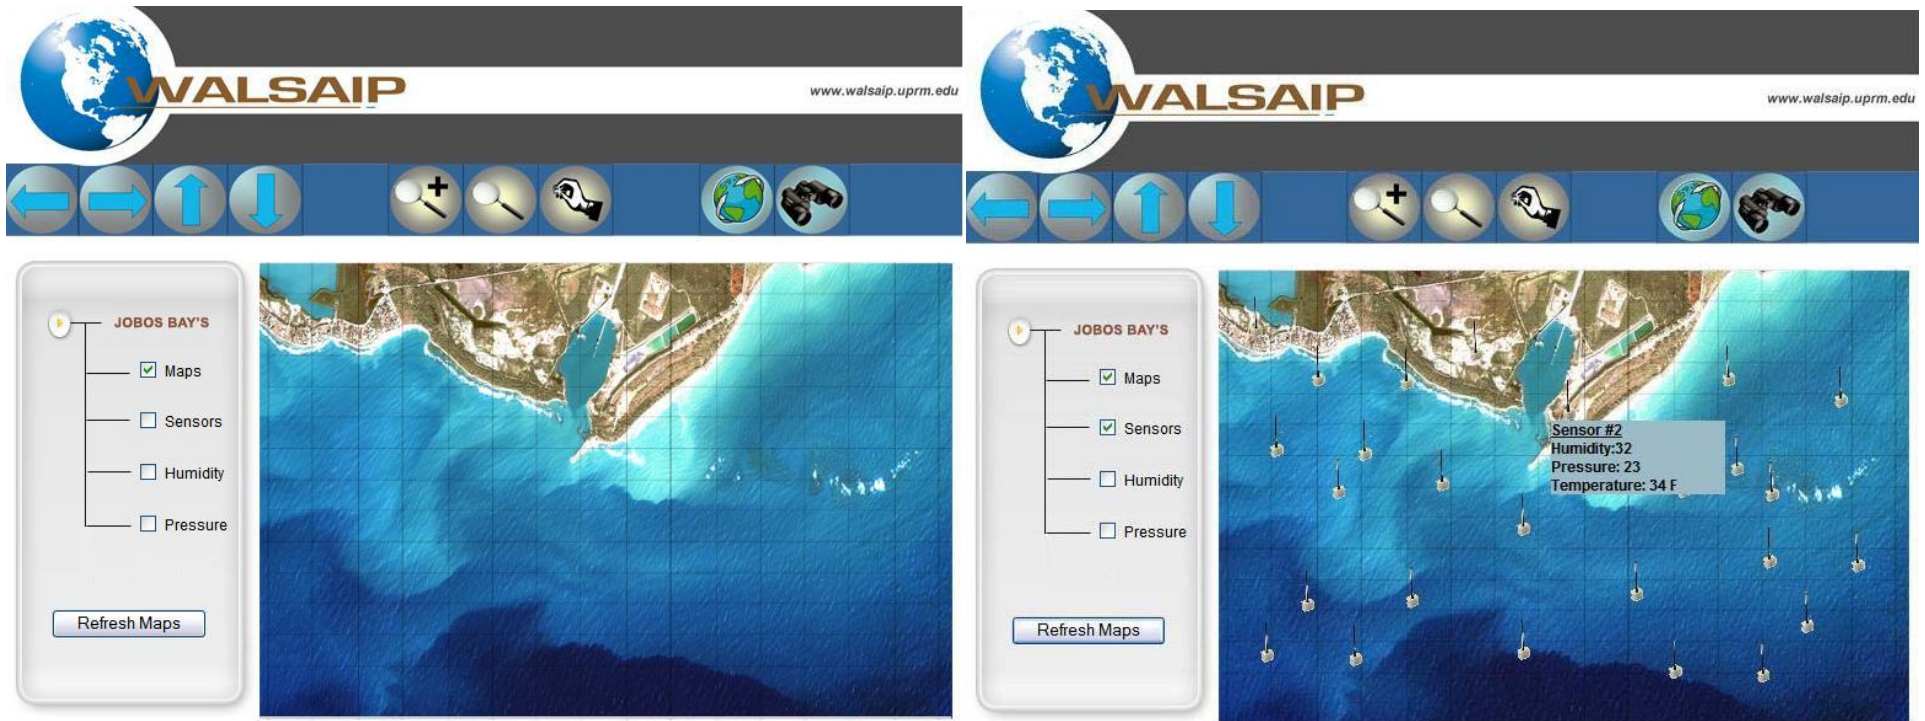 WALSAIP
www.walsaip.uprm.edu
JOBOS BAY'S
Maps
Sensors
Humidity
Pressure
Refresh Maps
WALSAIP
www.walsaip.uprm.edu
JOBOS BAY'S
Maps
Sensors
Humidity
Pressure
Refresh Maps
Sensor #2
Humidity:32
Pressure: 23
Temperature: 34 F